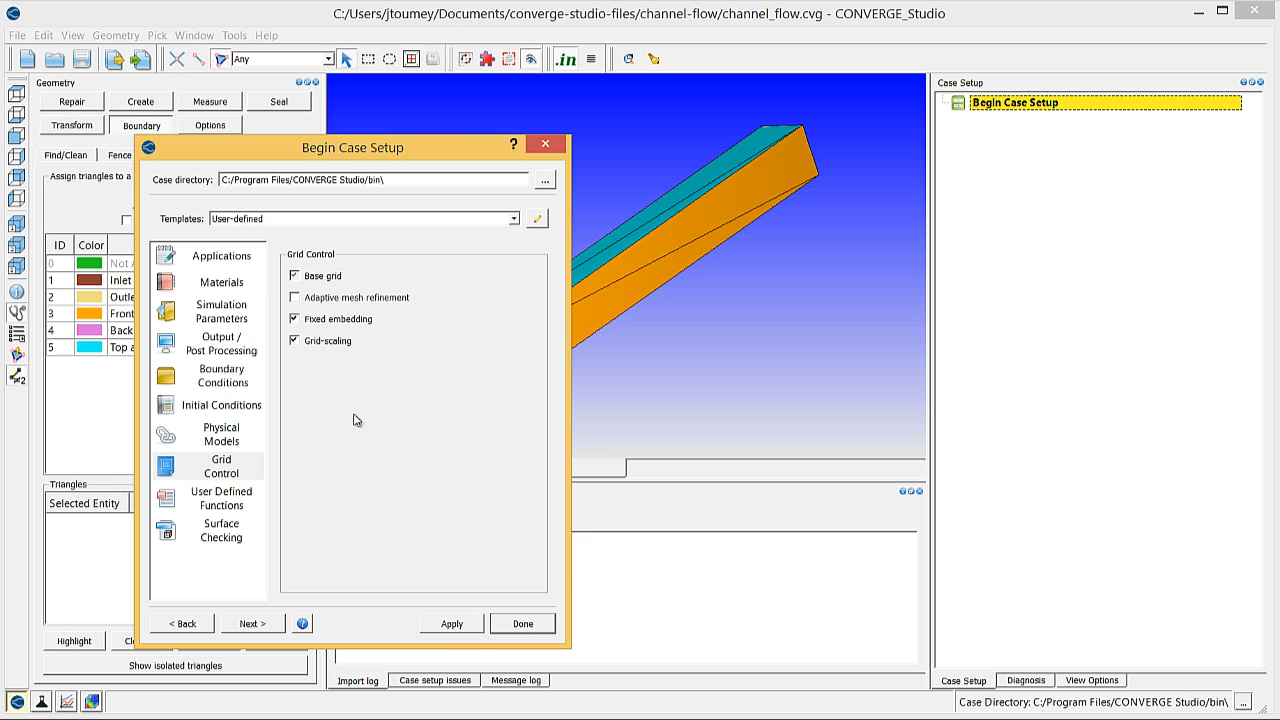 C:/Users/jtoumey/Documents/converge-studio-files/channel-flow/channel_flow.cvg - CONVERGE_Studio
File Edit View Geometry Pick Window Tools Help
Any
.in
Geometry
Repair Create Measure Seal
Transform Boundary Options
Find/Clean Fence
Assign triangles to a
ID Color
0 Not A
1 Inlet
2 Outle
3 Front
4 Back
5 Top a
Triangles
Selected Entity
Highlight Cl
Show isolated triangles
Begin Case Setup
?
Case directory: C:/Program Files/CONVERGE Studio/bin\
...
Templates: User-defined
Applications
Materials
Simulation
Parameters
Output /
Post Processing
Boundary
Conditions
Initial Conditions
Physical
Models
Grid
Control
User Defined
Functions
Surface
Checking
Grid Control
Base grid
Adaptive mesh refinement
Fixed embedding
Grid-scaling
< Back Next > Apply Done
Import log Case setup issues Message log
Case Setup
Begin Case Setup
Case Setup Diagnosis View Options
Case Directory: C:/Program Files/CONVERGE Studio/bin\ ...